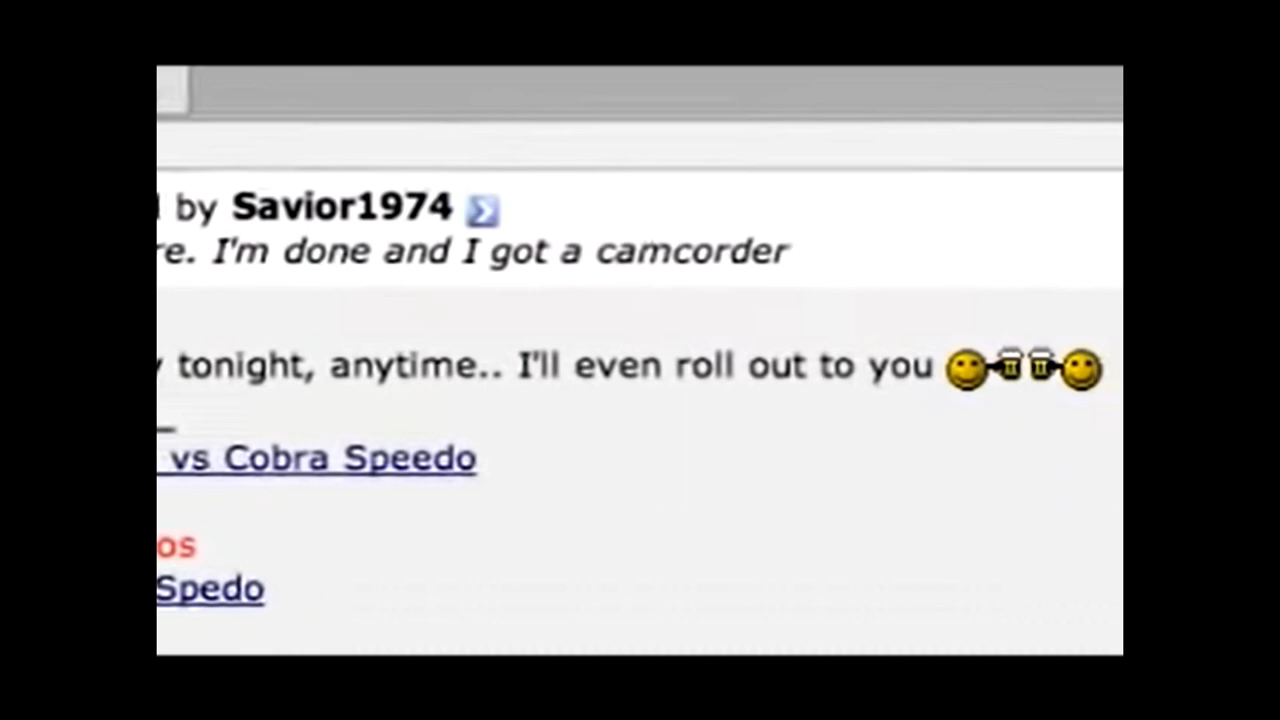 by Savior1974
re. I'm done and I got a camcorder
tonight, anytime.. I'll even roll out to you
vs Cobra Speedo
os
Spedo